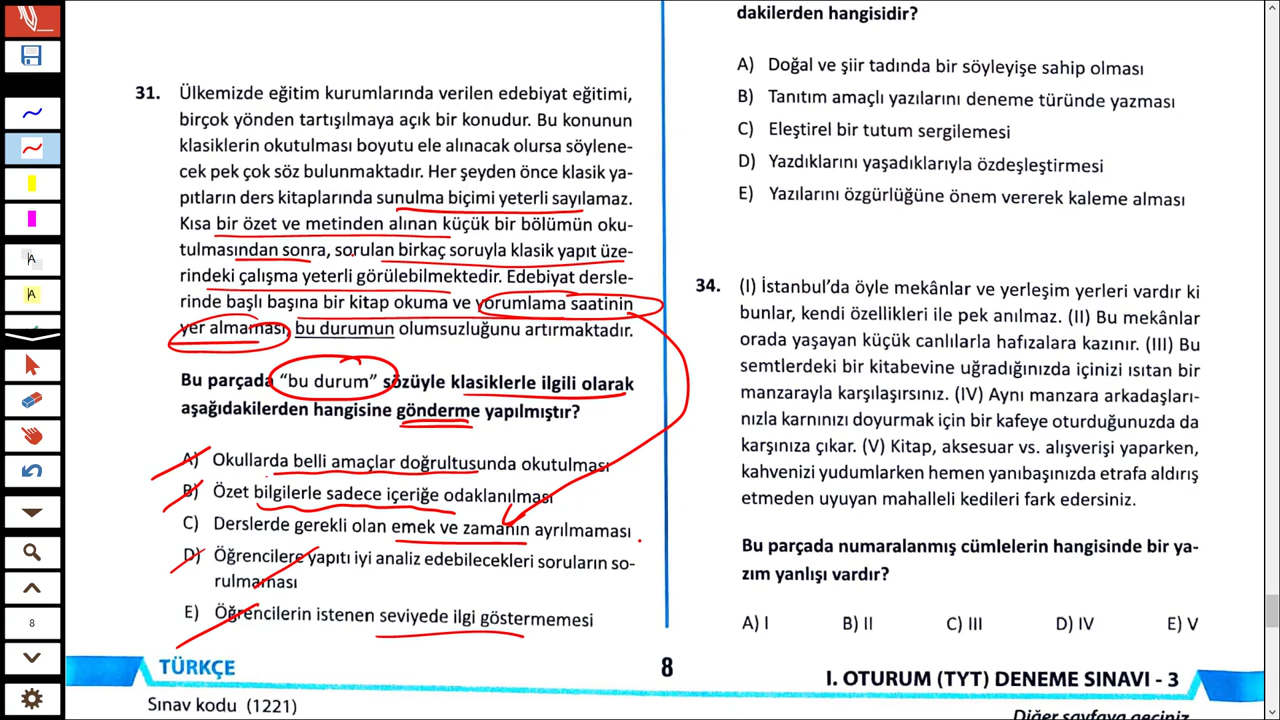 31. Ülkemizde eğitim kurumlarında verilen edebiyat eğitimi,
birçok yönden tartışılmaya açık bir konudur. Bu konunun
klasiklerin okutulması boyutu ele alınacak olursa söylene-
cek pek çok söz bulunmaktadır. Her şeyden önce klasik ya-
pıtların ders kitaplarında sunulma biçimi yeterli sayılamaz.
Kısa bir özet ve metinden alınan küçük bir bölümün oku-
tulmasından sonra, sorulan birkaç soruyla klasik yapıt üze-
rindeki çalışma yeterli görülebilmektedir. Edebiyat dersle-
rinde başlı başına bir kitap okuma ve yorumlama saatinin
yer almaması, bu durumun olumsuzluğunu artırmaktadır.
Bu parçada "bu durum" sözüyle klasiklerle ilgili olarak
aşağıdakilerden hangisine gönderme yapılmıştır?
A) Okullarda belli amaçlar doğrultusunda okutulması
B) Özet bilgilerle sadece içeriğe odaklanılması
C) Derslerde gerekli olan emek ve zamanın ayrılmaması
D) Öğrencilere yapıtı iyi analiz edebilecekleri soruların so-
rulmaması
E) Öğrencilerin istenen seviyede ilgi göstermemesi
dakilerden hangisidir?
A) Doğal ve şiir tadında bir söyleyişe sahip olması
B) Tanıtım amaçlı yazılarını deneme türünde yazması
C) Eleştirel bir tutum sergilemesi
D) Yazdıklarını yaşadıklarıyla özdeşleştirmesi
E) Yazılarını özgürlüğüne önem vererek kaleme alması
34. (I) İstanbul'da öyle mekânlar ve yerleşim yerleri vardır ki
bunlar, kendi özellikleri ile pek anılmaz. (II) Bu mekânlar
orada yaşayan küçük canlılarla hafızalara kazınır. (III) Bu
semtlerdeki bir kitabevine uğradığınızda içinizi ısıtan bir
manzarayla karşılaşırsınız. (IV) Aynı manzara arkadaşları-
nızla karnınızı doyurmak için bir kafeye oturduğunuzda da
karşınıza çıkar. (V) Kitap, aksesuar vs. alışverişi yaparken,
kahvenizi yudumlarken hemen yanıbaşınızda etrafa aldırış
etmeden uyuyan mahalleli kedileri fark edersiniz.
Bu parçada numaralanmış cümlelerin hangisinde bir ya-
zım yanlışı vardır?
A) I B) II C) III D) IV E) V
A
A
8
TÜRKÇE
8
I. OTURUM (TYT) DENEME SINAVI - 3
Sınav kodu (1221)
Diğer sayfaya geçiniz